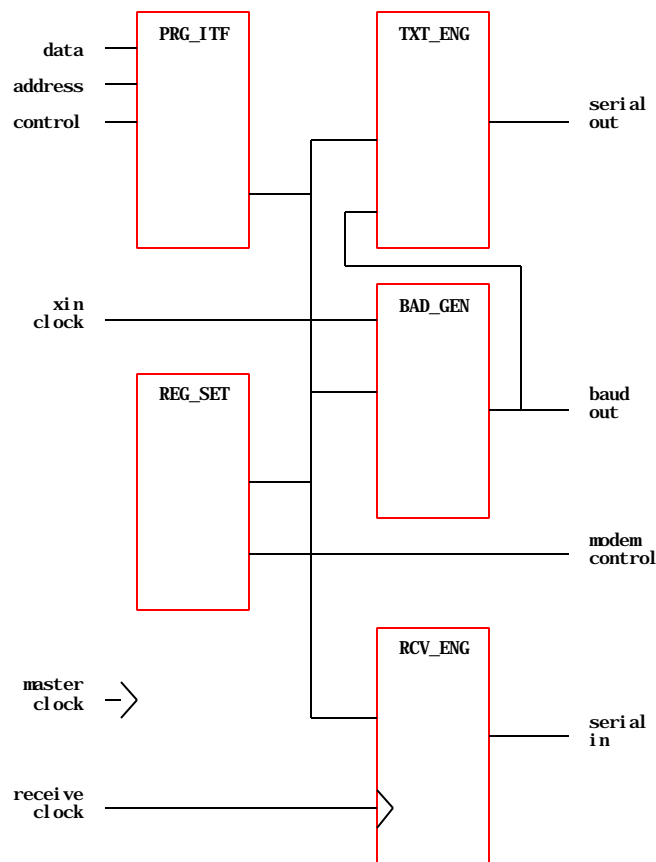 PRG_ITF
TXT_ENG
data
address
control
serial
out
xin
clock
BAD_GEN
REG_SET
baud
out
modem
control
RCV_ENG
master
clock
serial
in
receive
clock